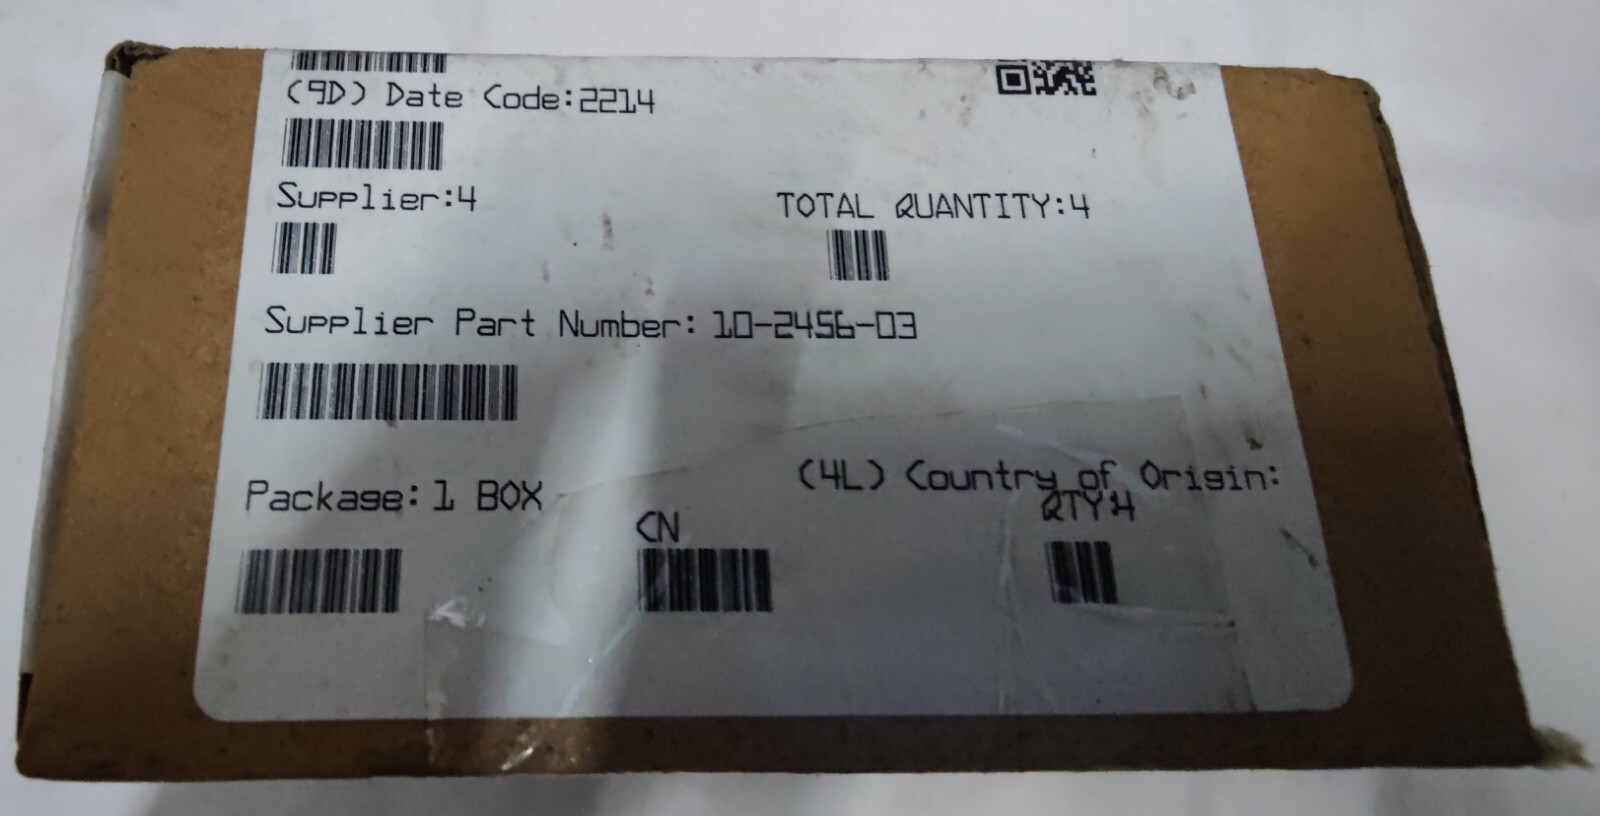 (9D) Date Code:2214
Supplier:4
TOTAL QUANTITY:4
Supplier Part Number: 10-2456-03
Package:1 BOX
(4L) Country of Origin:
CN
QTY:4